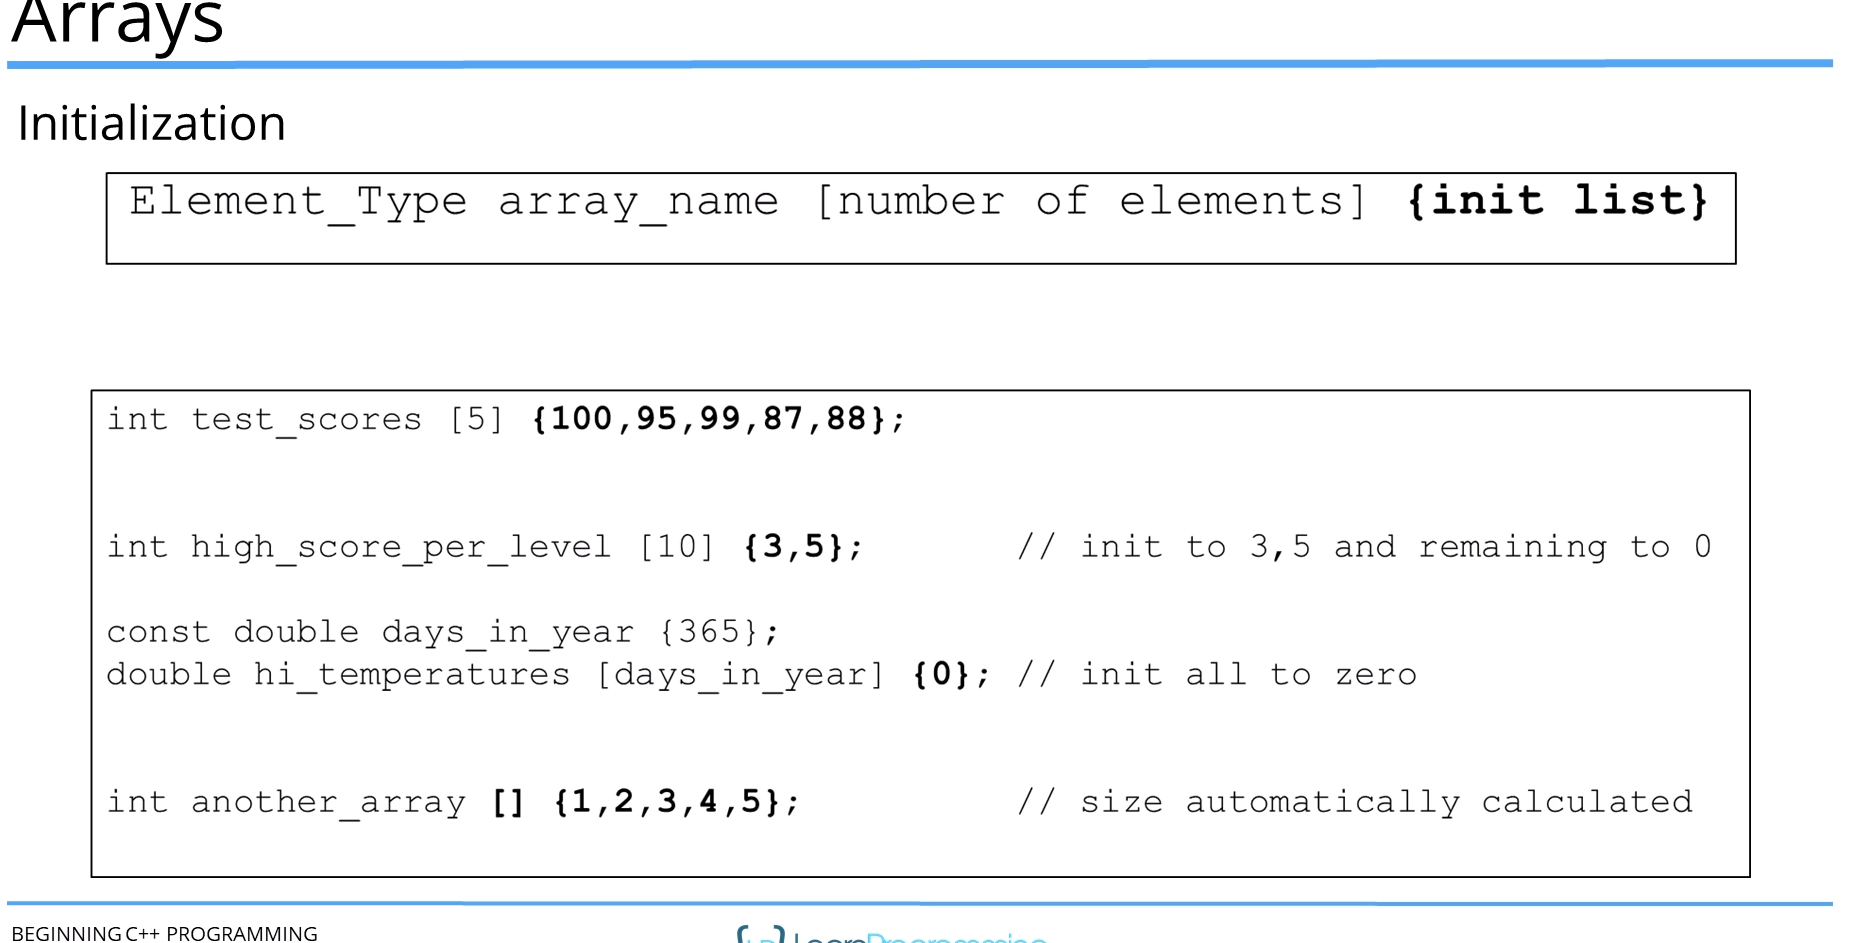 Arrays
Initialization
Element_Type array_name [number of elements] {init list}
int test_scores [5] {100,95,99,87,88};
int high_score_per_level [10] {3,5}; // init to 3,5 and remaining to 0
const double days_in_year {365};
double hi_temperatures [days_in_year] {0}; // init all to zero
int another_array [] {1,2,3,4,5}; // size automatically calculated
BEGINNING C++ PROGRAMMING